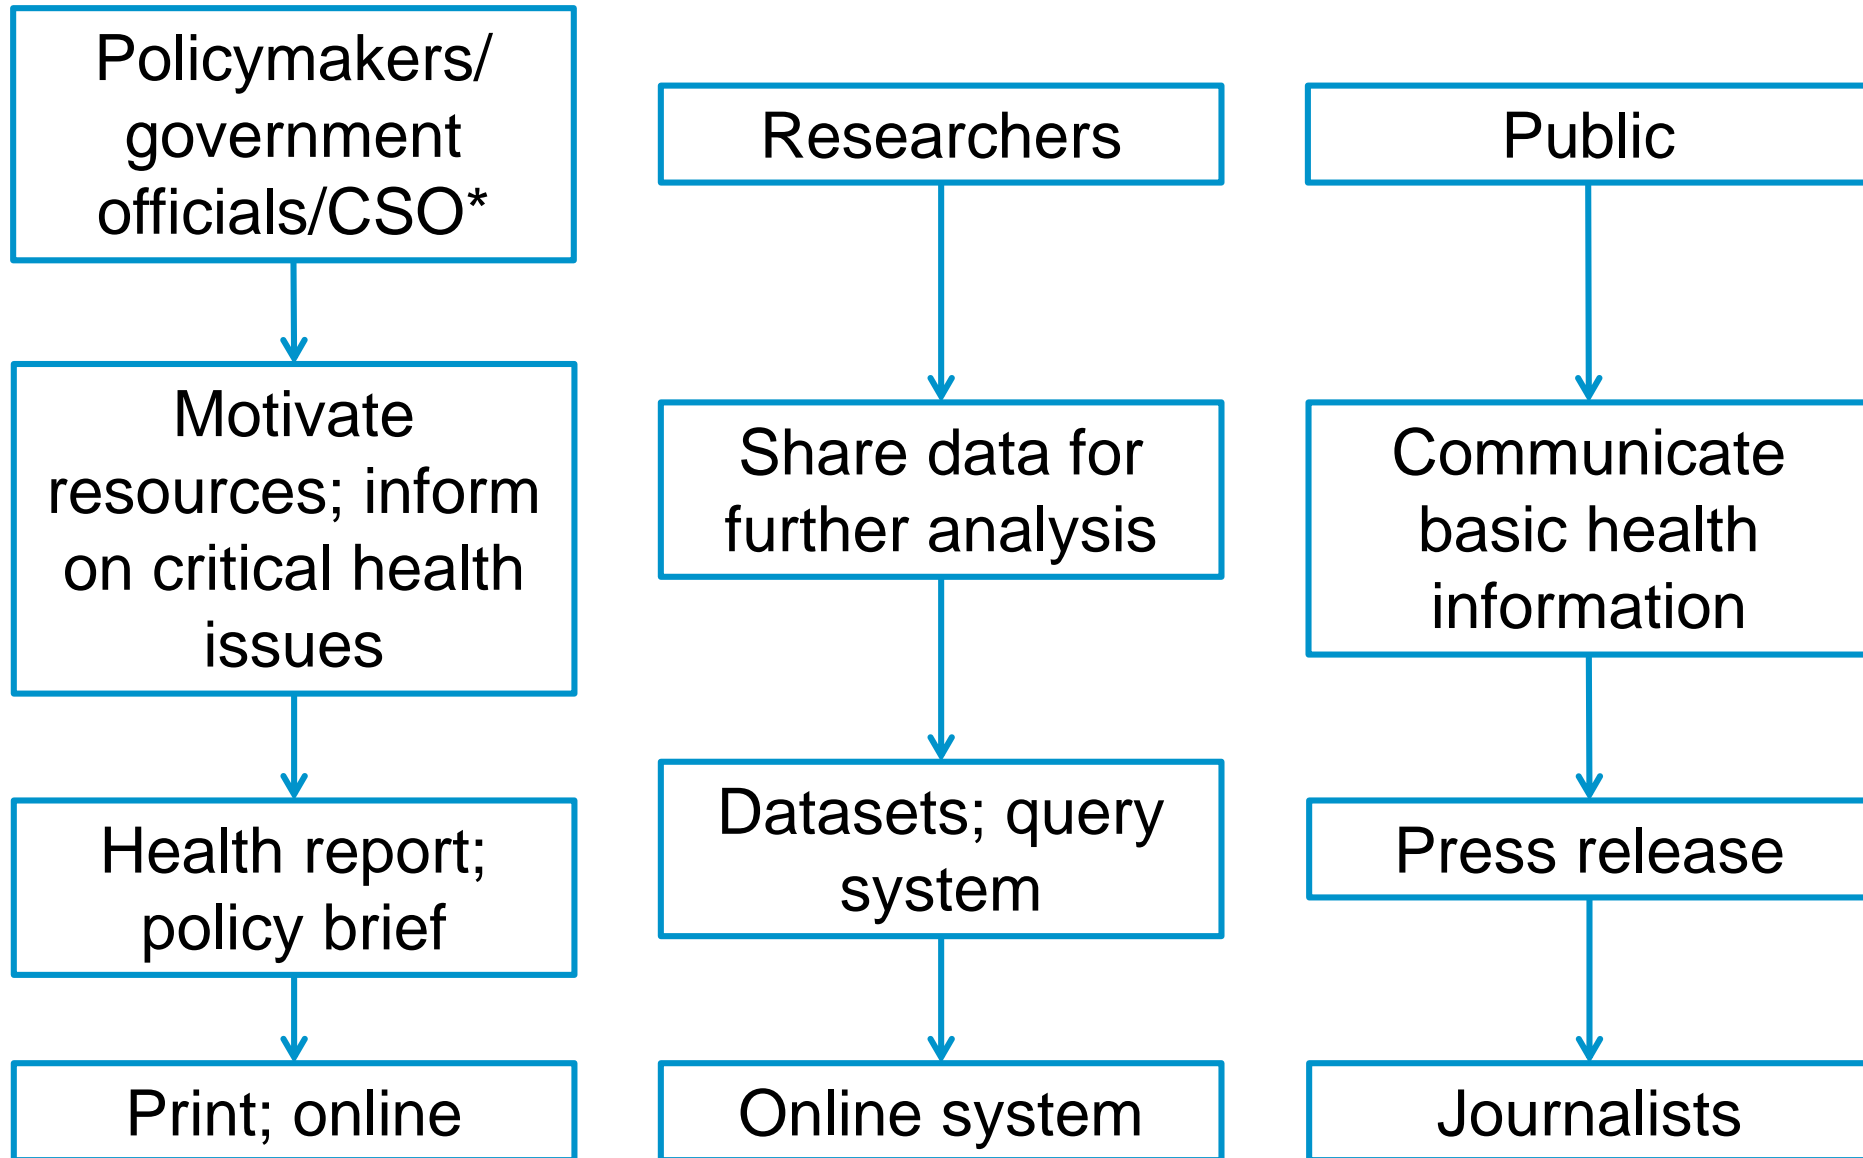 Policymakers/
government
officials/CSO*
Researchers
Public
Motivate
resources; inform
on critical health
issues
Share data for
further analysis
Communicate
basic health
information
Health report;
policy brief
Datasets; query
system
Press release
Print; online
Online system
Journalists